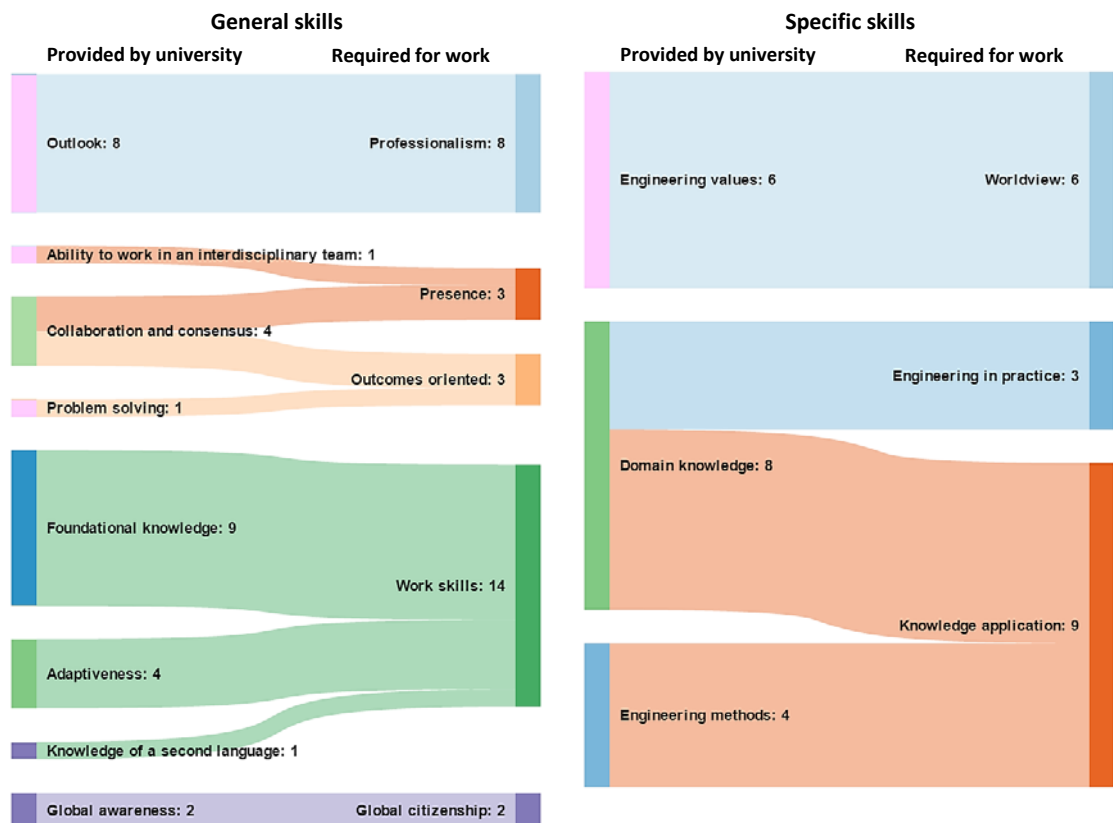 General skills
Provided by university
Required for work
Outlook: 8
Professionalism: 8
Ability to work in an interdisciplinary team: 1
Presence: 3
Collaboration and consensus: 4
Outcomes oriented: 3
Problem solving: 1
Foundational knowledge: 9
Work skills: 14
Adaptiveness: 4
Knowledge of a second language: 1
Global awareness: 2
Global citizenship: 2
Specific skills
Provided by university
Required for work
Engineering values: 6
Worldview: 6
Engineering in practice: 3
Domain knowledge: 8
Knowledge application: 9
Engineering methods: 4